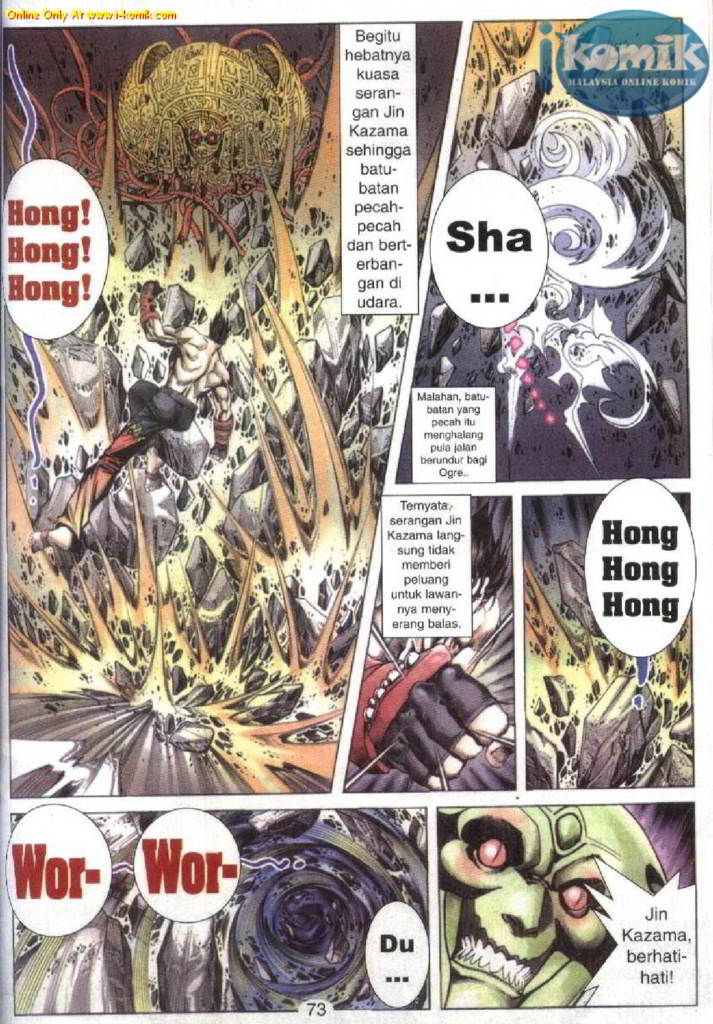 Online Only At www.i-komik.com
ikomik
MALAYSIA ONLINE KOMIK
Begitu
hebatnya
kuasa
seran-
gan Jin
Kazama
sehingga
batu-
batan
pecah-
pecah
dan bert-
erban-
gan di
udara.
Hong!
Hong!
Hong!
Sha
...
Malahan, batu-
batan yang
pecah itu
menghalang
pula jalan
berundur bagi
Ogre..
Ternyata,
serangan Jin
Kazama lang-
sung tidak
memberi
peluang
untuk lawan-
nya meny-
erang balas.
Hong
Hong
Hong
Wor-
Wor-
Du
...
Jin
Kazama,
berhati-
hati!
73